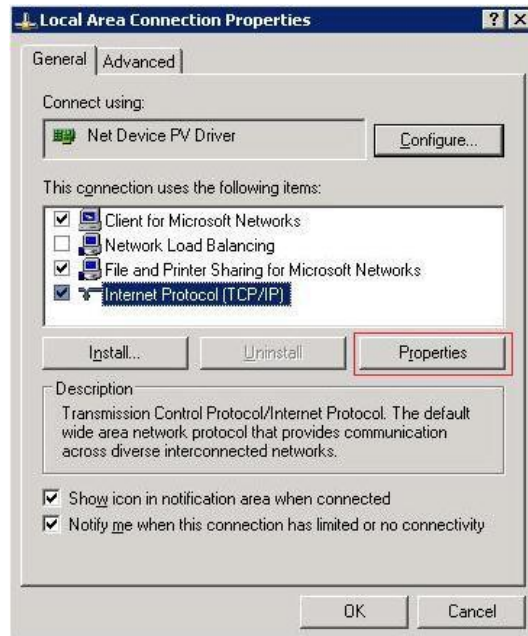 Local Area Connection Properties
General Advanced
Connect using:
Net Device PV Driver Configure...
This connection uses the following items:
Client for Microsoft Networks
Network Load Balancing
File and Printer Sharing for Microsoft Networks
Internet Protocol (TCP/IP)
Install... Uninstall Properties
Description
Transmission Control Protocol/Internet Protocol. The default
wide area network protocol that provides communication
across diverse interconnected networks.
Show icon in notification area when connected
Notify me when this connection has limited or no connectivity
OK Cancel